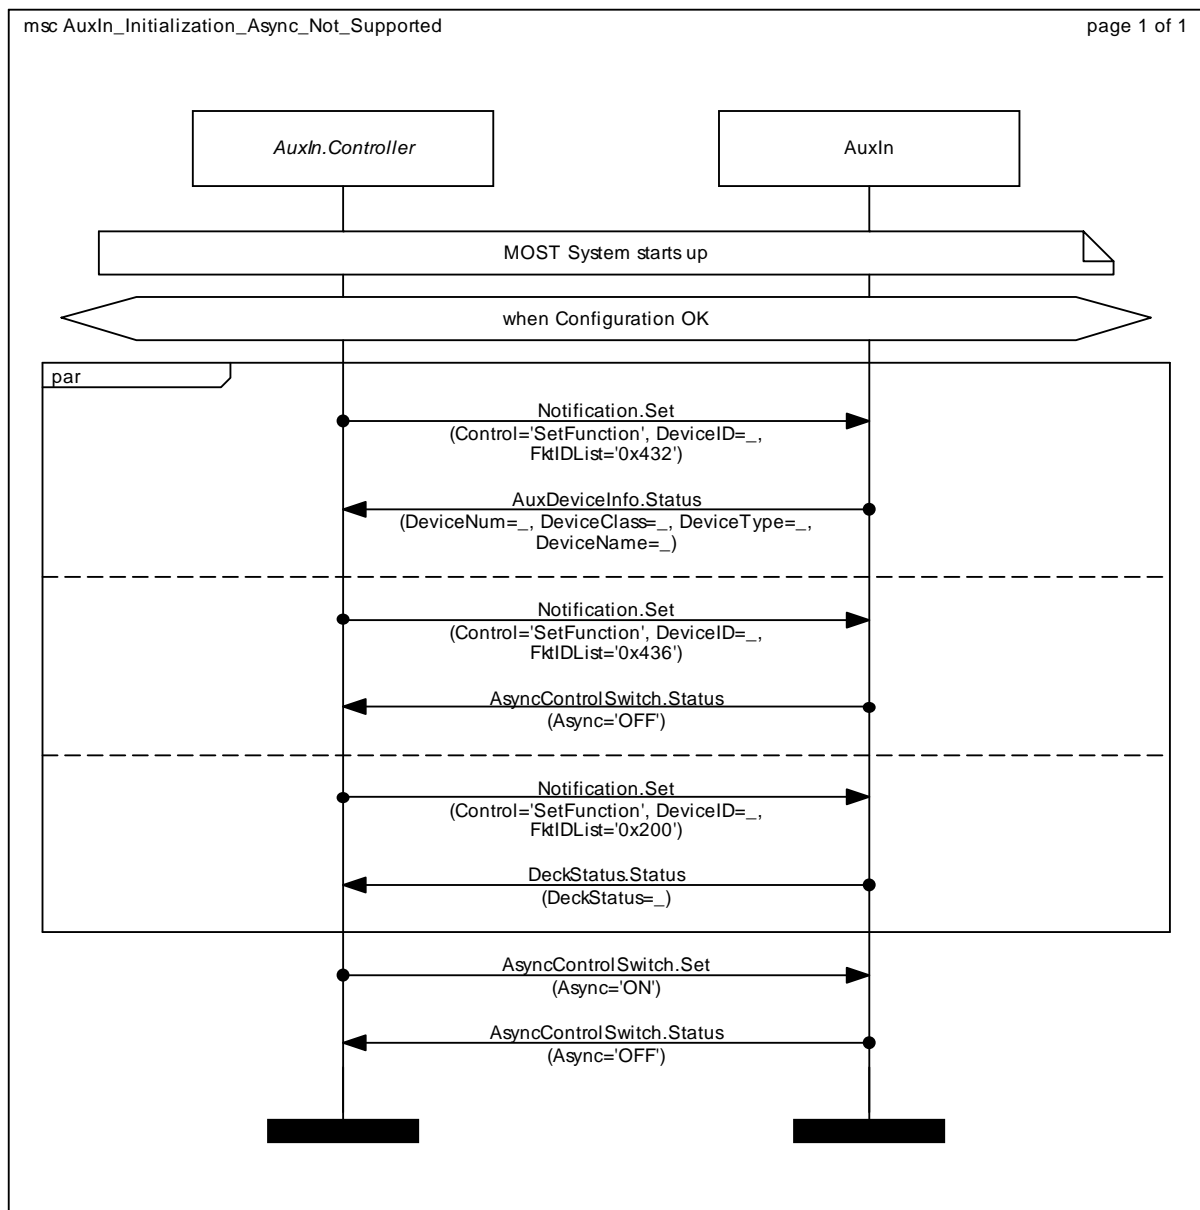 msc AuxIn_Initialization_Async_Not_Supported
page 1 of 1
AuxIn.Controller
AuxIn
MOST System starts up
when Configuration OK
par
Notification.Set
(Control='SetFunction', DeviceID=_,
FktIDList='0x432')
AuxDeviceInfo.Status
(DeviceNum=_, DeviceClass=_, DeviceType=_,
DeviceName=_)
Notification.Set
(Control='SetFunction', DeviceID=_,
FktIDList='0x436')
AsyncControlSwitch.Status
(Async='OFF')
Notification.Set
(Control='SetFunction', DeviceID=_,
FktIDList='0x200')
DeckStatus.Status
(DeckStatus=_)
AsyncControlSwitch.Set
(Async='ON')
AsyncControlSwitch.Status
(Async='OFF')